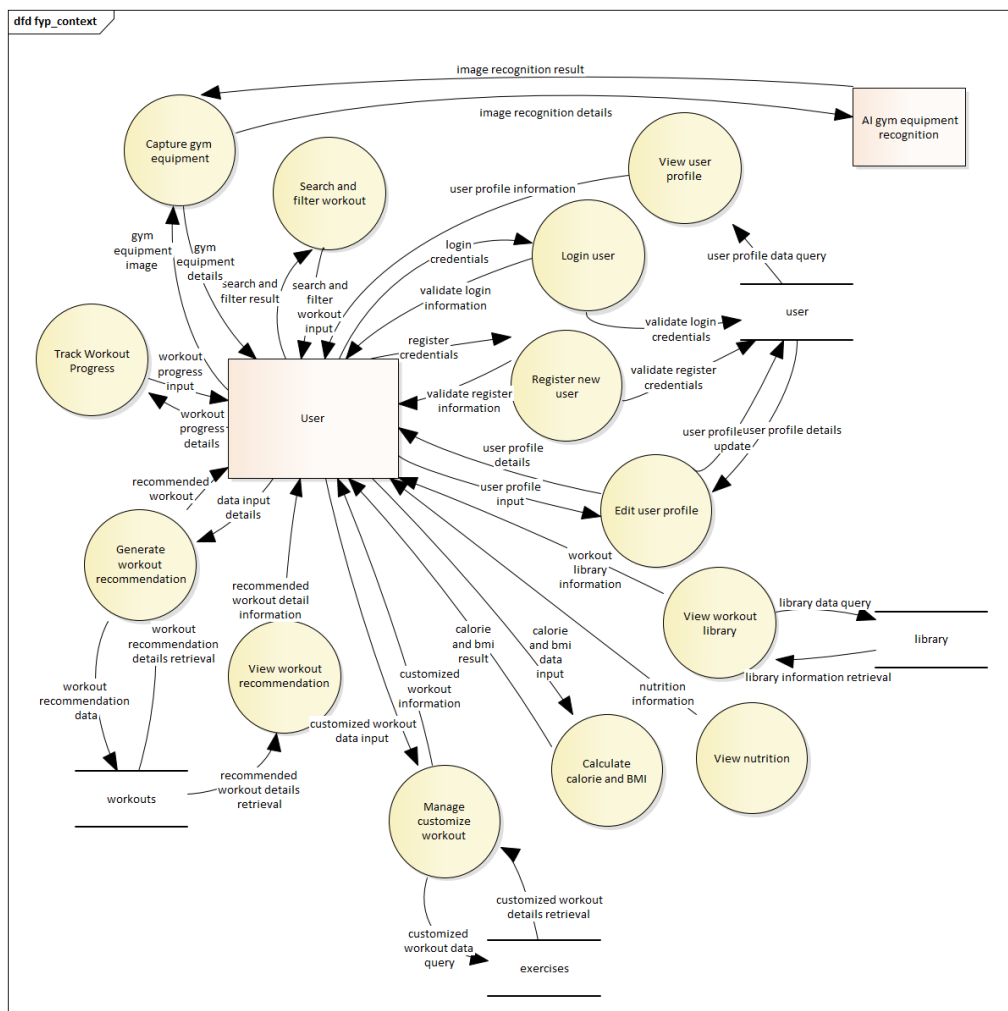 dfd fyp_context
image recognition result
image recognition details
AI gym equipment
recognition
Capture gym
equipment
Search and
filter workout
View user
profile
user profile information
Login user
login
credentials
validate login
information
user profile data query
user
validate login
credentials
gym
equipment
image
gym
equipment
details
search and
filter result
search and
filter
workout
input
Track Workout
Progress
workout
progress
input
workout
progress
details
register
credentials
validate register
information
Register new
user
validate register
credentials
User
user profile
update
user profile details
user profile
details
user profile
input
Edit user profile
recommended
workout
data input
details
Generate
workout
recommendation
workout
library
information
View workout
library
library data query
library
library information retrieval
recommended
workout detail
information
workout
recommendation
details retrieval
View workout
recommendation
calorie
and bmi
result
calorie
and bmi
data
input
customized
workout
information
customized workout
data input
nutrition
information
View nutrition
workout
recommendation
data
workouts
recommended
workout details
retrieval
Calculate
calorie and BMI
Manage
customize
workout
customized workout
details retrieval
customized
workout data
query
exercises